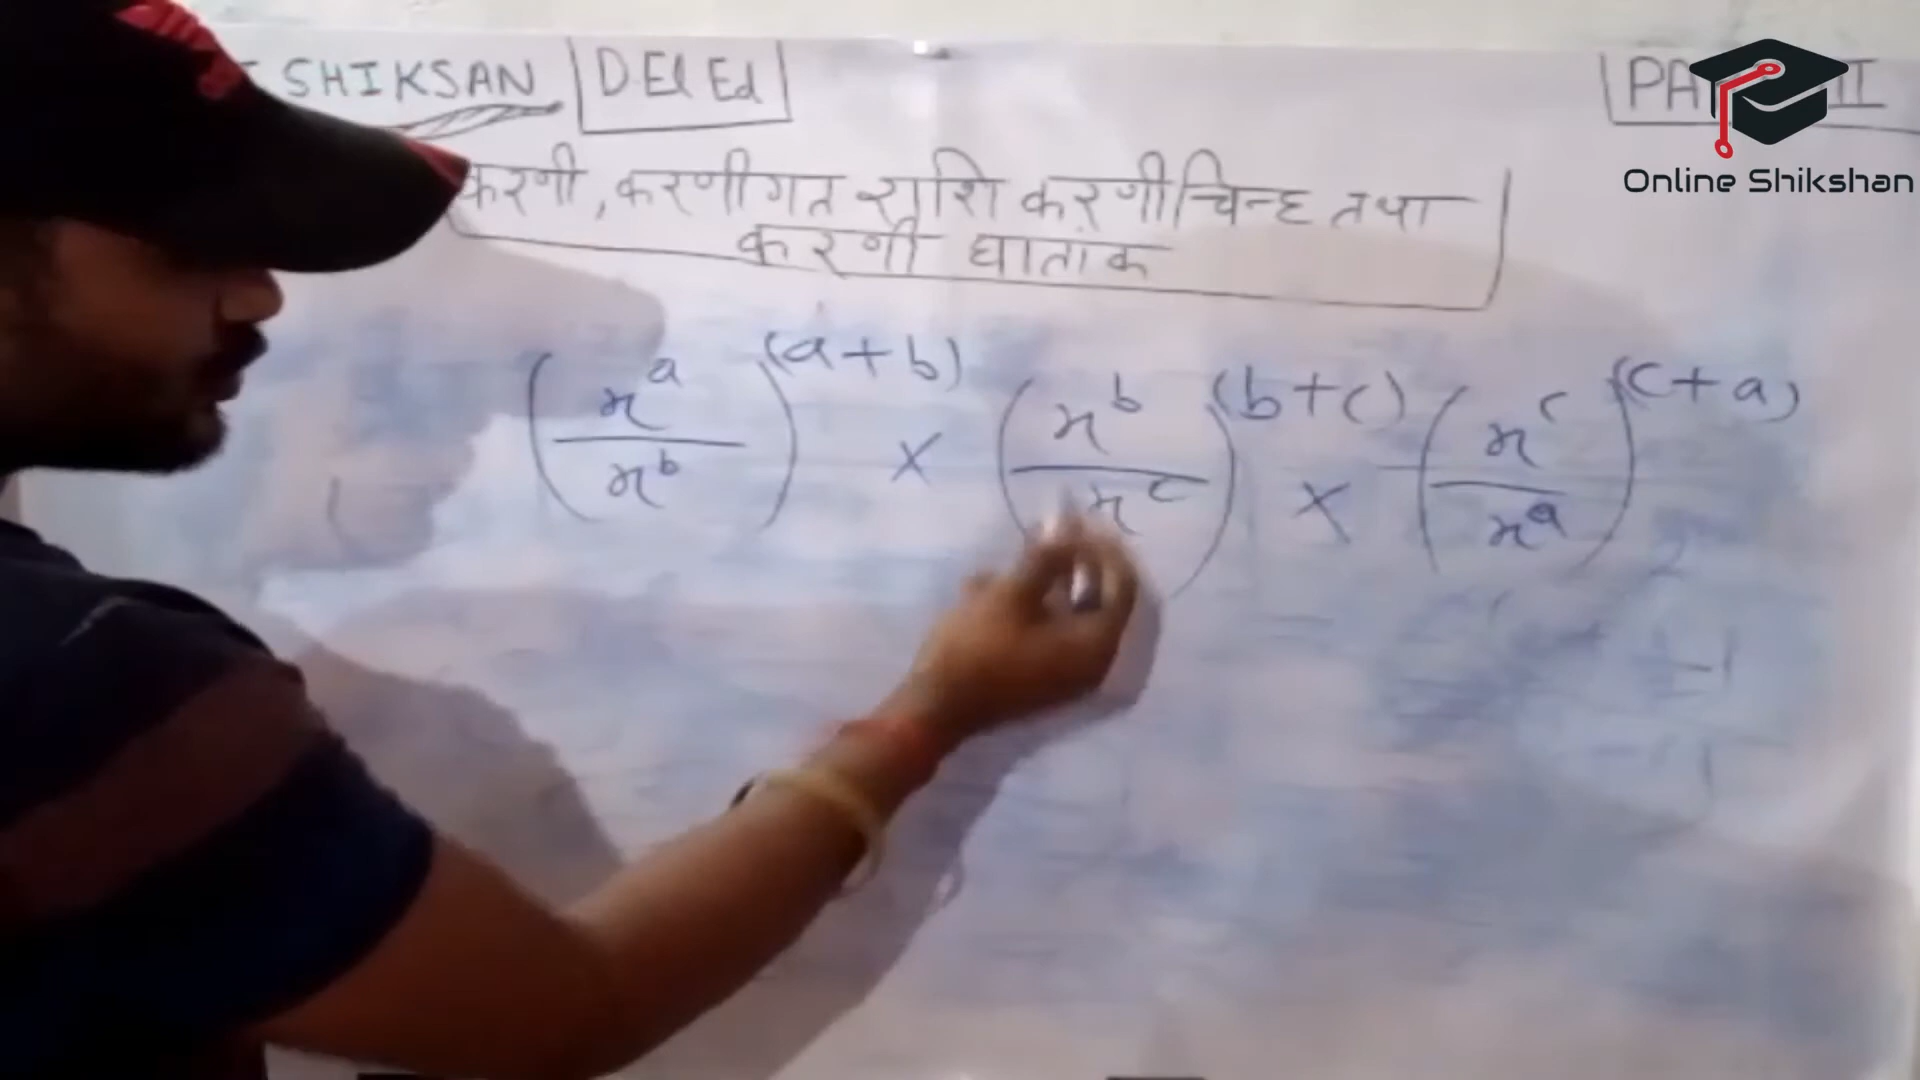 SHIKSAN D.El Ed
Online Shikshan
करणी, करणीगत राशि करणी चिन्ह तथा
करणी घातांक
(x^a / x^b)^(a+b) × (x^b / x^c)^(b+c) × (x^c / x^a)^(c+a)